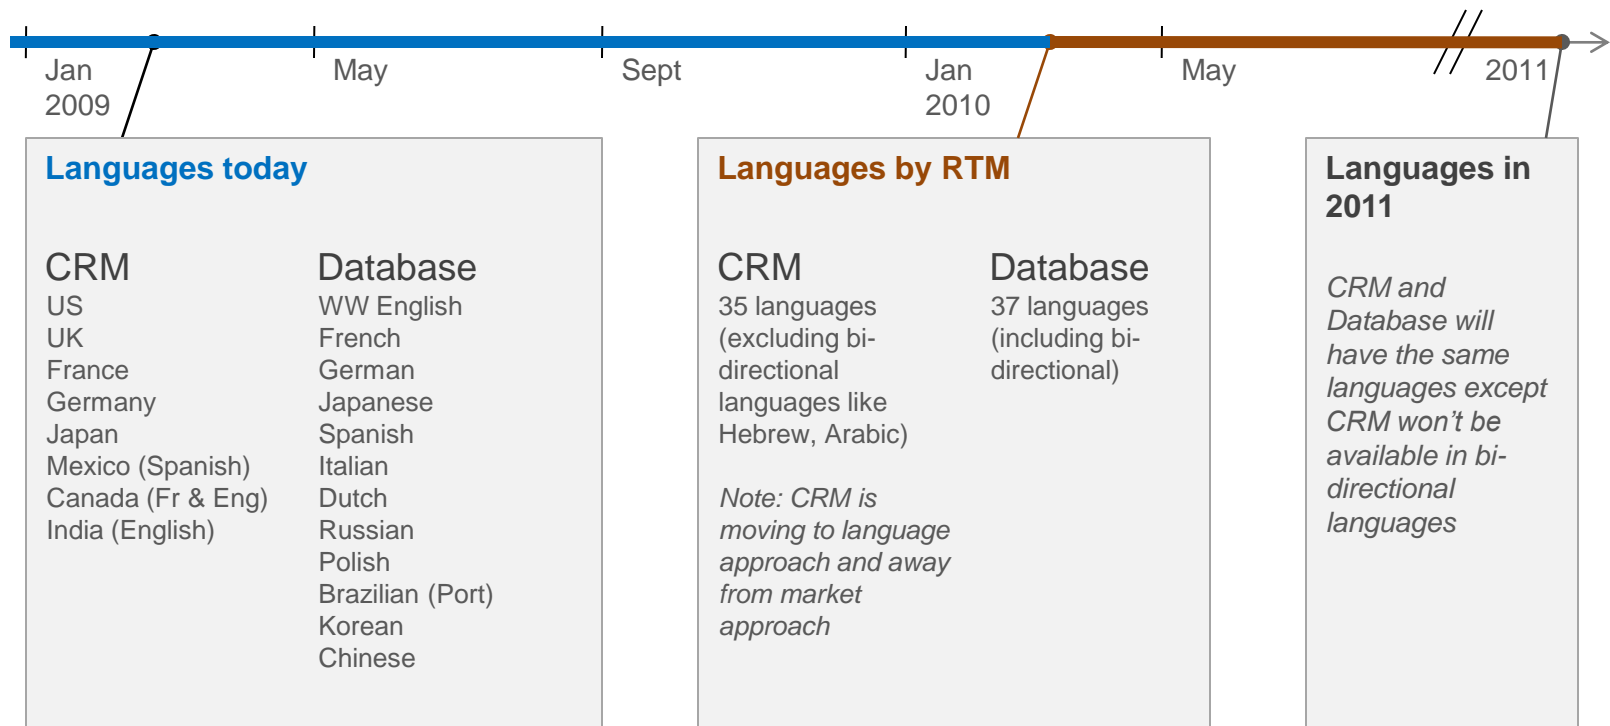 Jan
2009
May
Sept
Jan
2010
May
2011
Languages today
CRM
US
UK
France
Germany
Japan
Mexico (Spanish)
Canada (Fr & Eng)
India (English)
Database
WW English
French
German
Japanese
Spanish
Italian
Dutch
Russian
Polish
Brazilian (Port)
Korean
Chinese
Languages by RTM
CRM
35 languages
(excluding bi-
directional
languages like
Hebrew, Arabic)
Note: CRM is
moving to language
approach and away
from market
approach
Database
37 languages
(including bi-
directional)
Languages in
2011
CRM and
Database will
have the same
languages except
CRM won’t be
available in bi-
directional
languages